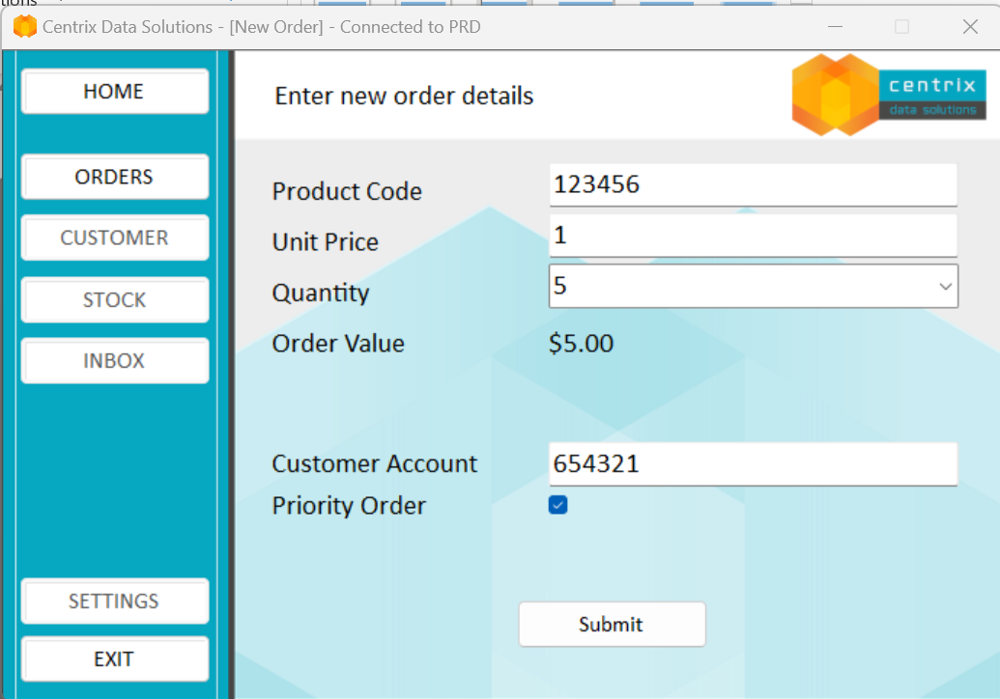 tions
Centrix Data Solutions - [New Order] - Connected to PRD
HOME
ORDERS
CUSTOMER
STOCK
INBOX
SETTINGS
EXIT
Enter new order details
centrix
data solutions
Product Code 123456
Unit Price 1
Quantity 5
Order Value $5.00
Customer Account 654321
Priority Order
Submit